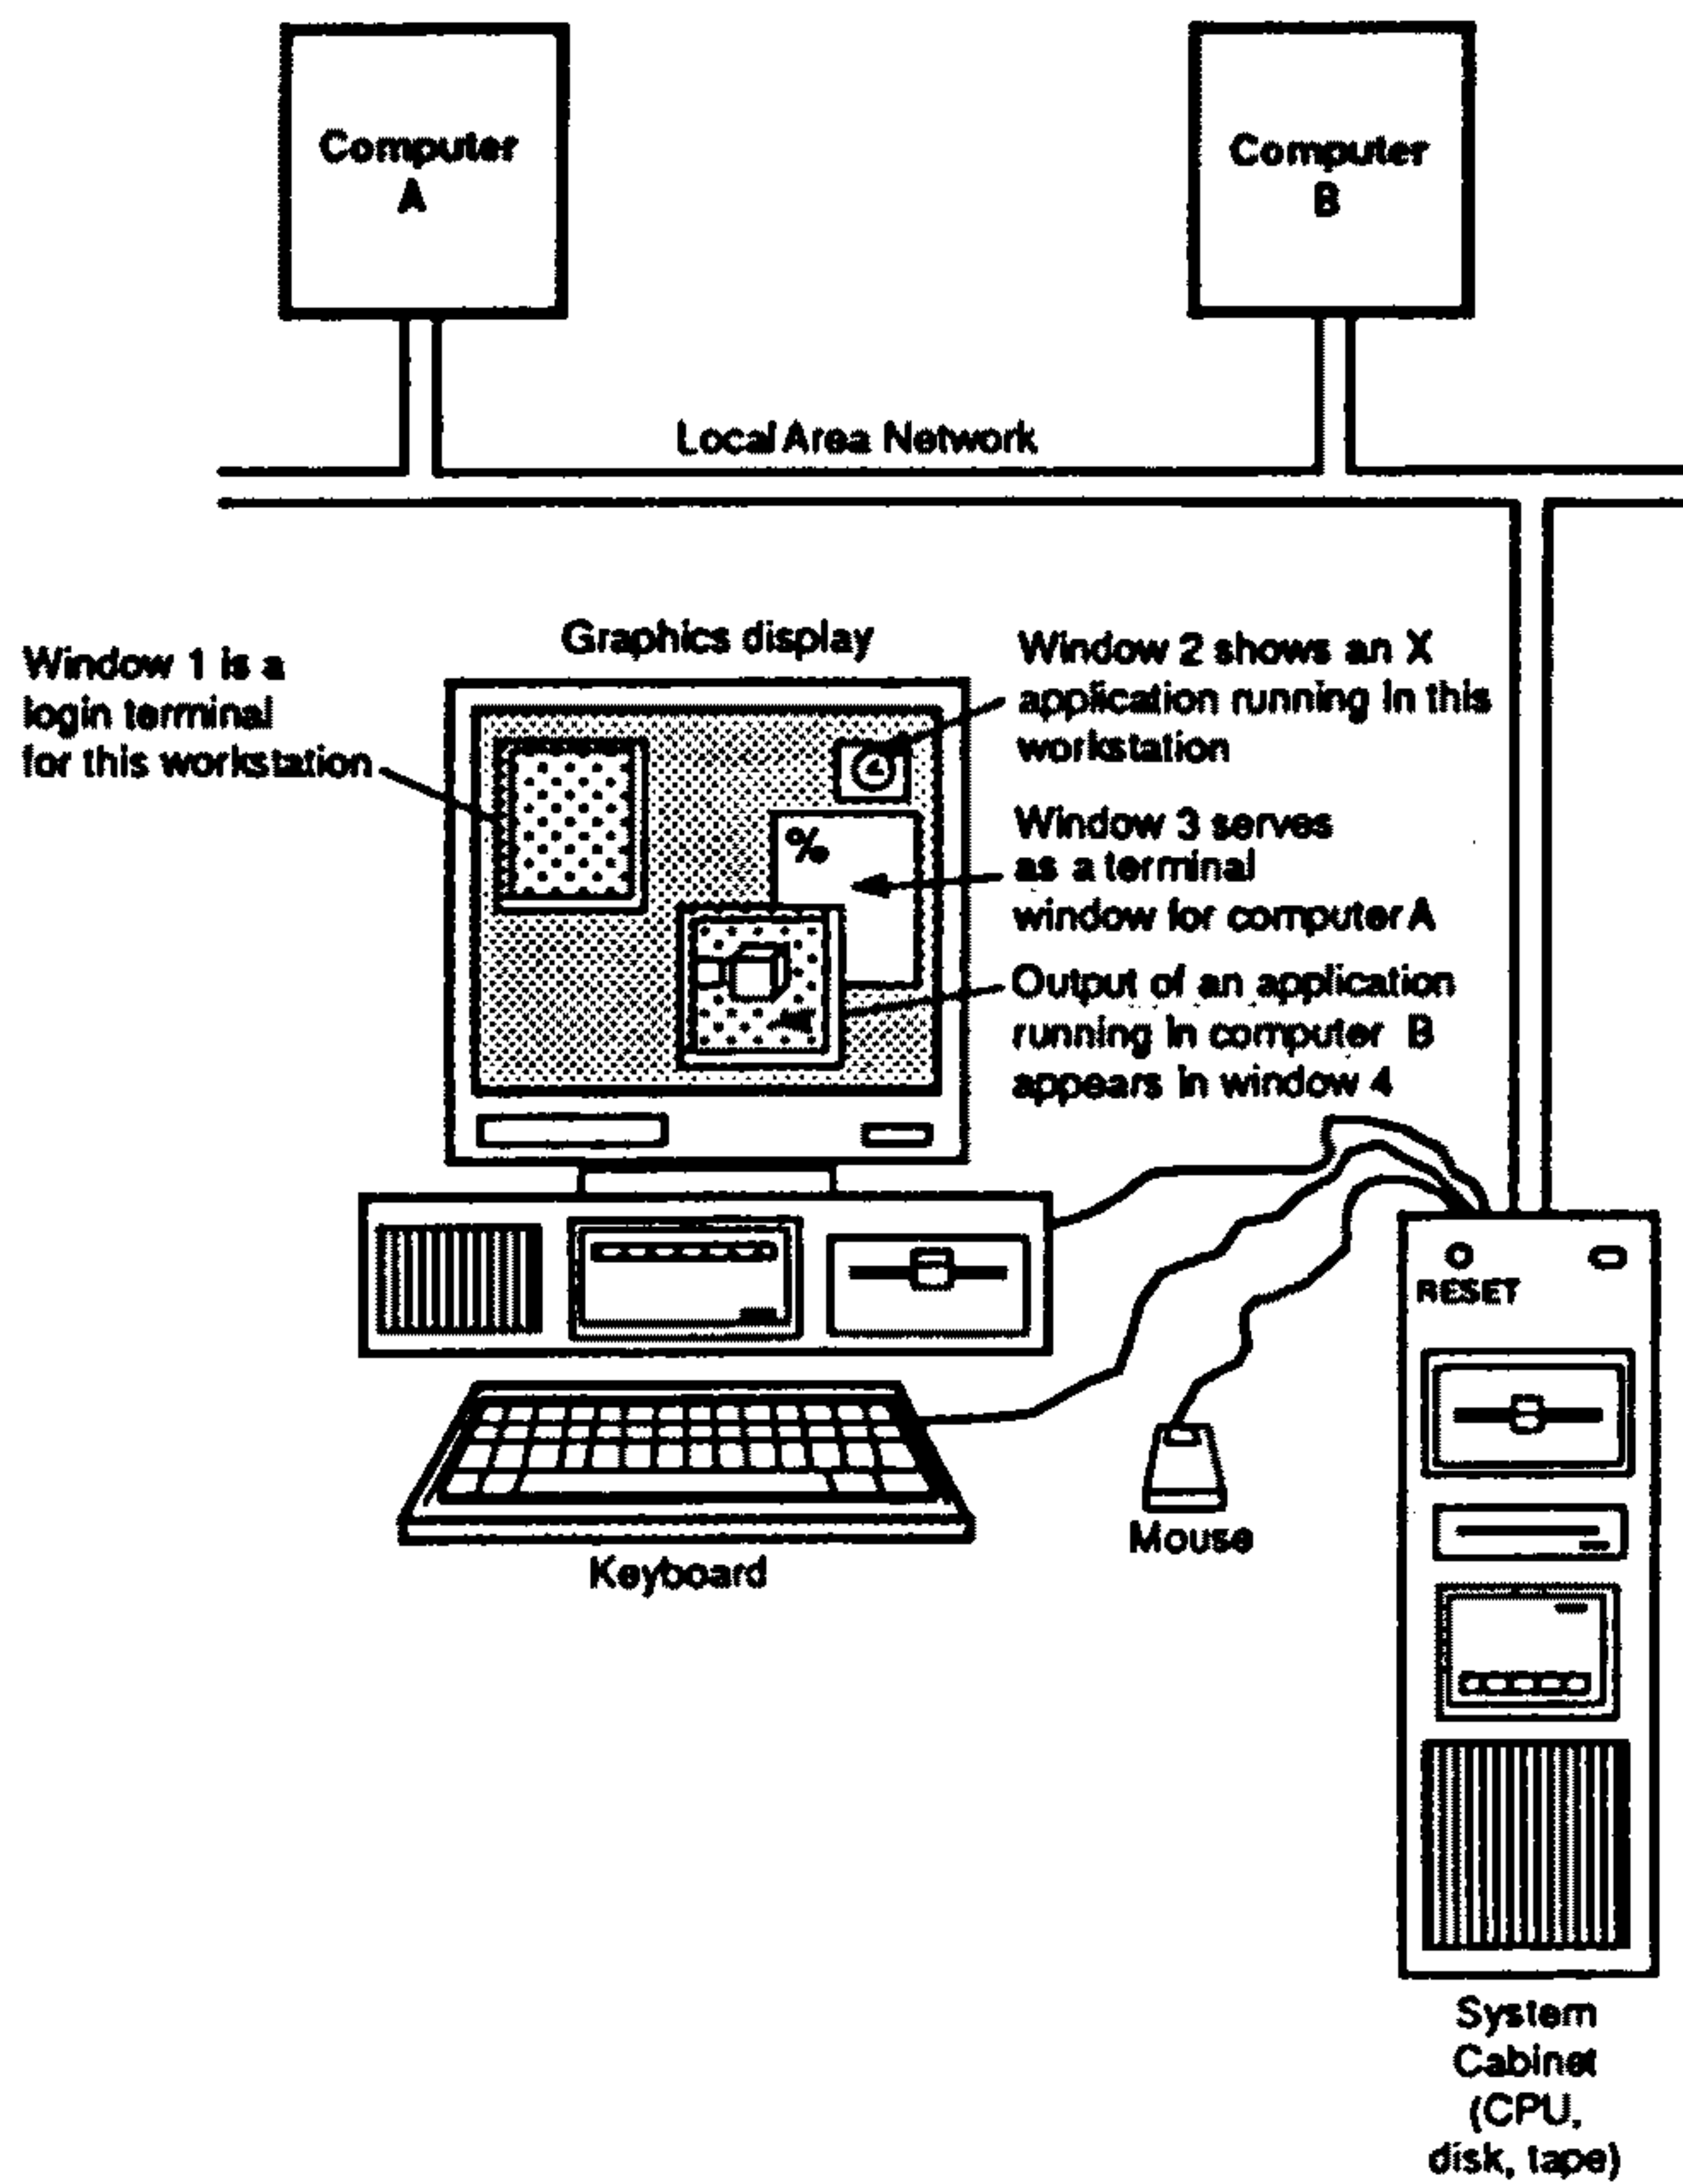 Computer
A
Computer
B
Local Area Network
Graphics display
Window 1 is a
login terminal
for this workstation
Window 2 shows an X
application running in this
workstation
%
Window 3 serves
as a terminal
window for computer A
Output of an application
running in computer B
appears in window 4
RESET
Mouse
Keyboard
System
Cabinet
(CPU,
disk, tape)